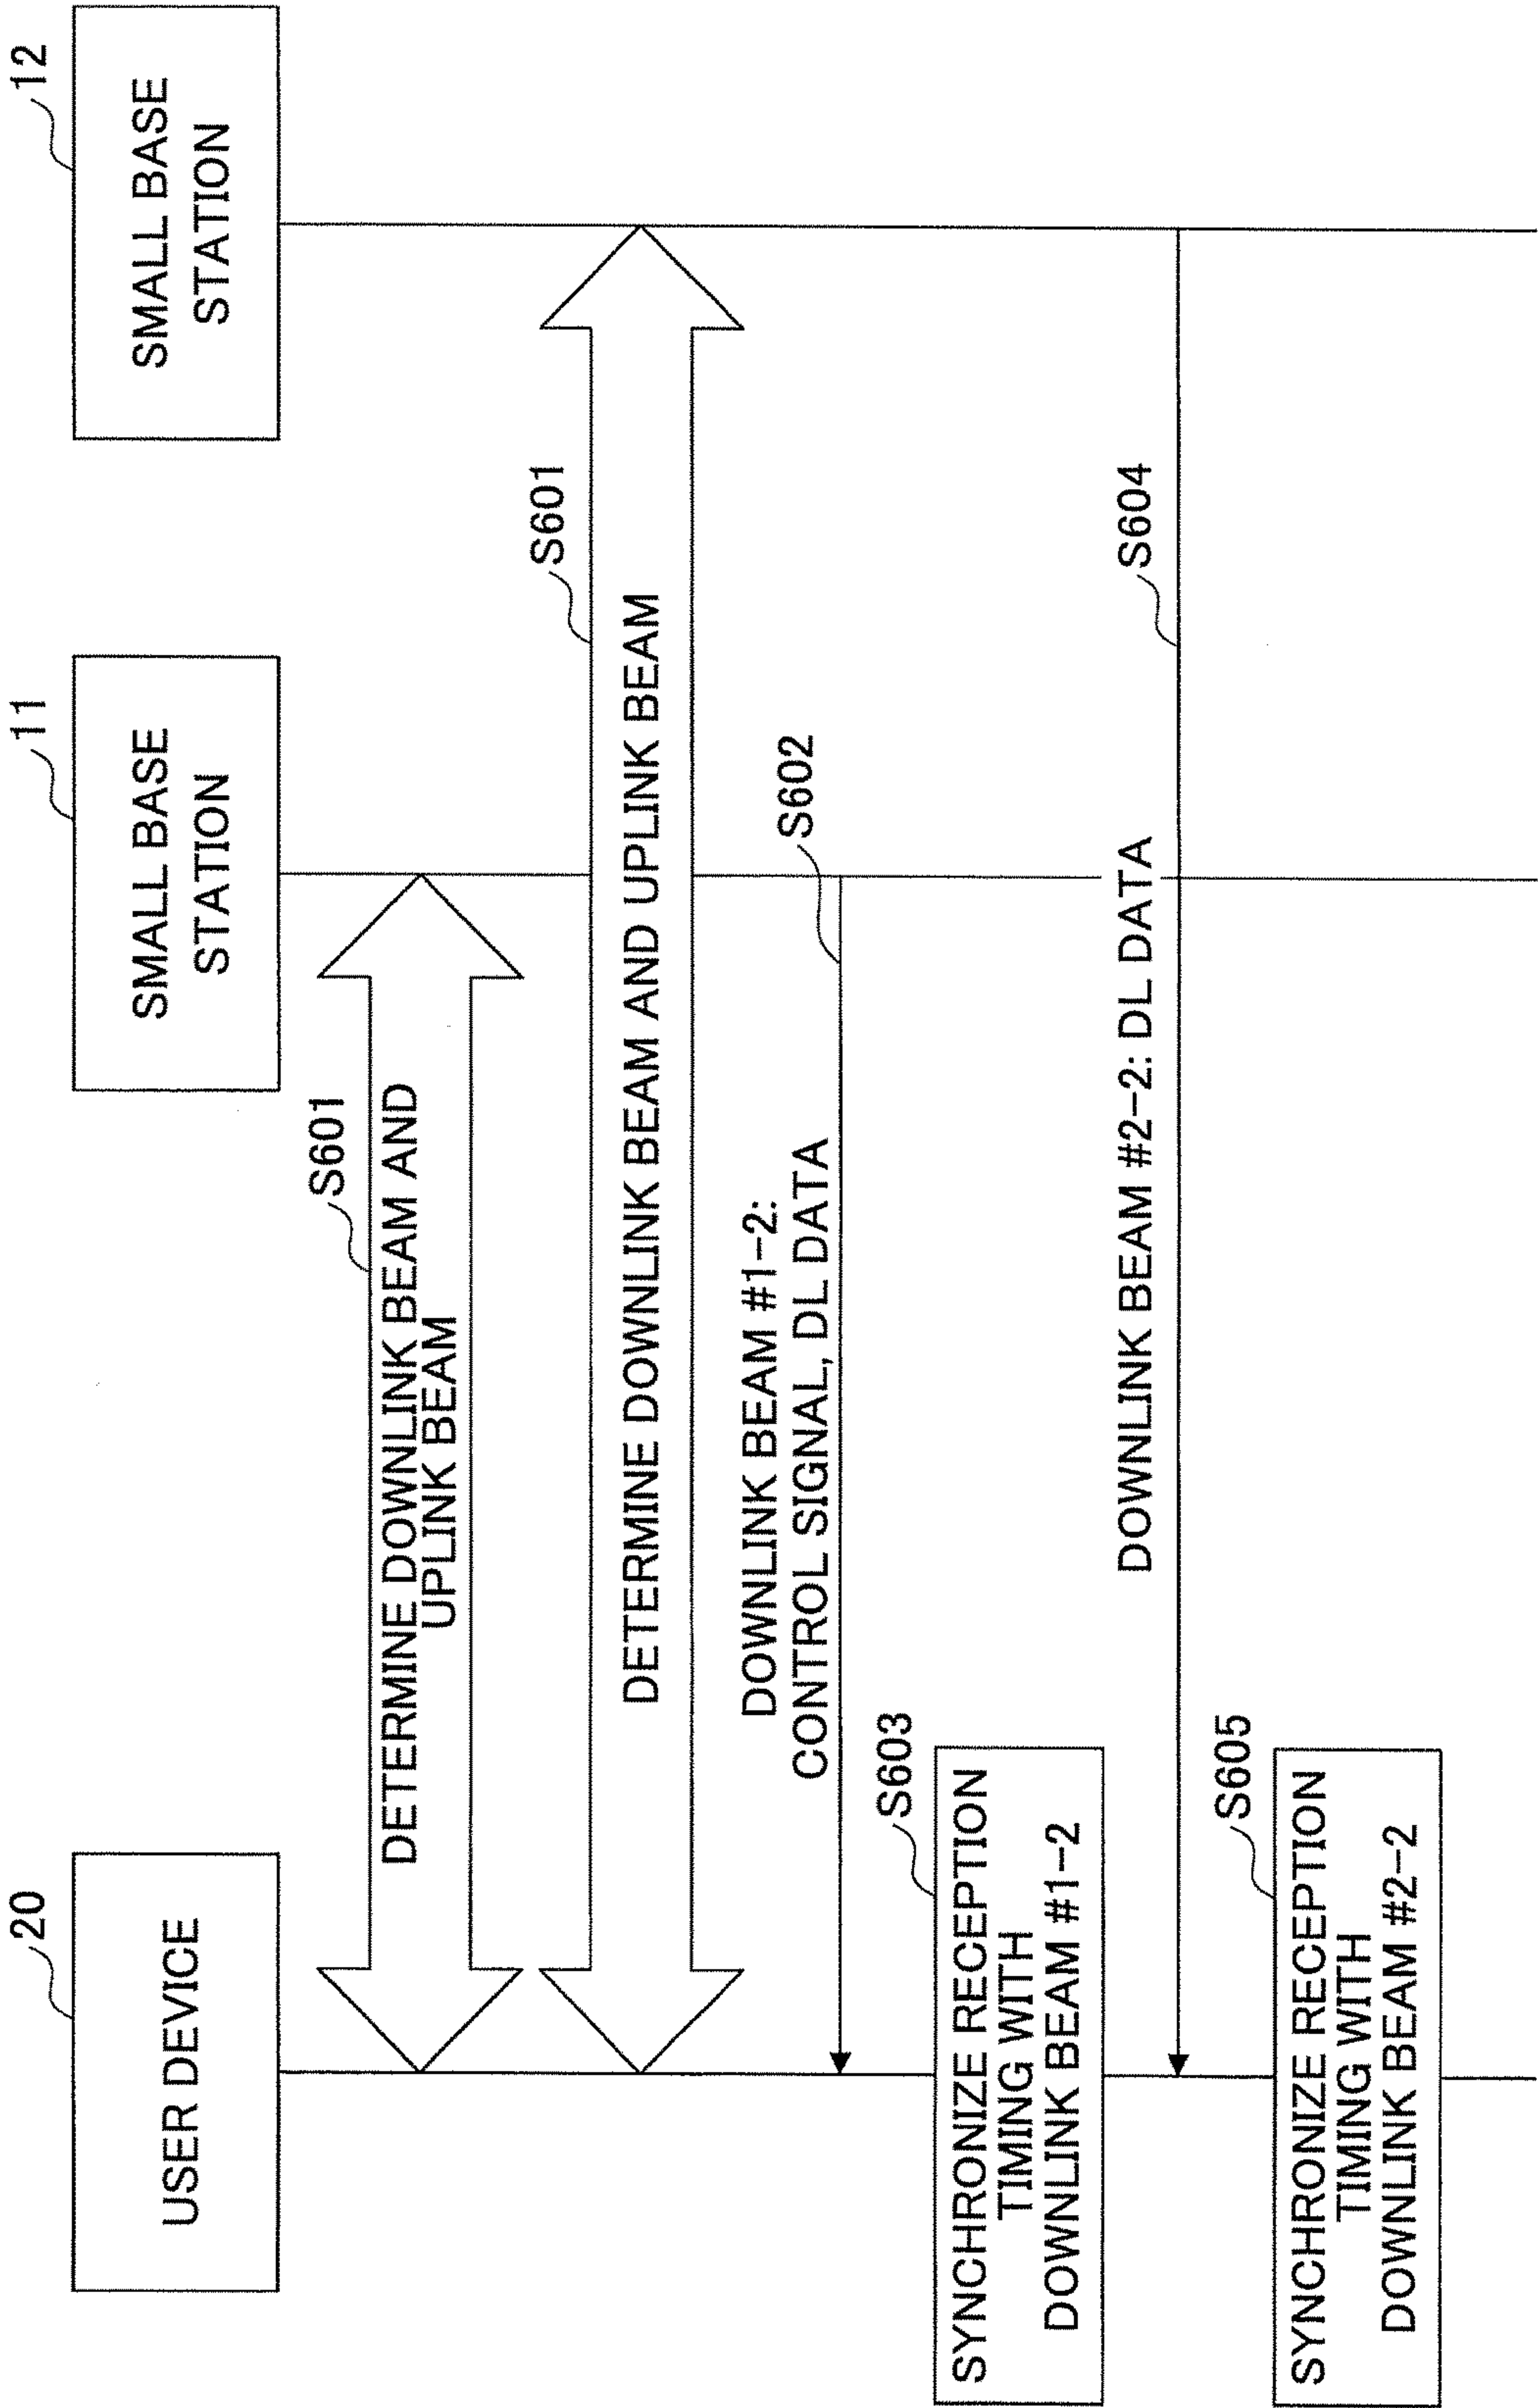 20
USER DEVICE
11
SMALL BASE
STATION
12
SMALL BASE
STATION
S601
DETERMINE DOWNLINK BEAM AND
UPLINK BEAM
S601
DETERMINE DOWNLINK BEAM AND UPLINK BEAM
DOWNLINK BEAM #1-2:
CONTROL SIGNAL, DL DATA
S602
S603
SYNCHRONIZE RECEPTION
TIMING WITH
DOWNLINK BEAM #1-2
DOWNLINK BEAM #2-2: DL DATA
S604
S605
SYNCHRONIZE RECEPTION
TIMING WITH
DOWNLINK BEAM #2-2